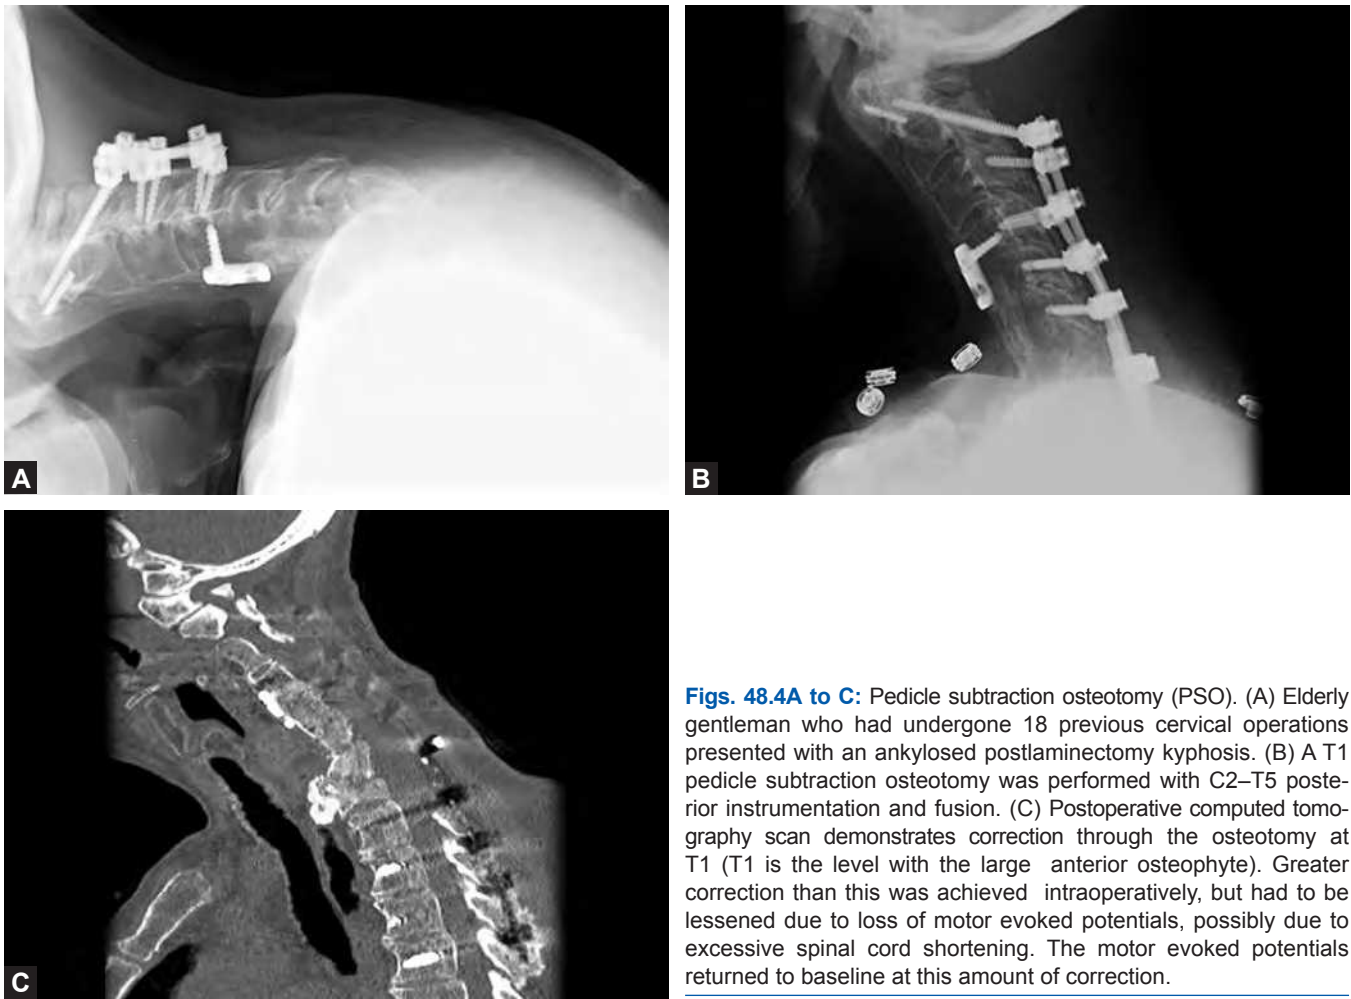 A
B
C
Figs. 48.4A to C: Pedicle subtraction osteotomy (PSO). (A) Elderly
gentleman who had undergone 18 previous cervical operations
presented with an ankylosed postlaminectomy kyphosis. (B) A T1
pedicle subtraction osteotomy was performed with C2–T5 poste-
rior instrumentation and fusion. (C) Postoperative computed tomo-
graphy scan demonstrates correction through the osteotomy at
T1 (T1 is the level with the large anterior osteophyte). Greater
correction than this was achieved intraoperatively, but had to be
lessened due to loss of motor evoked potentials, possibly due to
excessive spinal cord shortening. The motor evoked potentials
returned to baseline at this amount of correction.